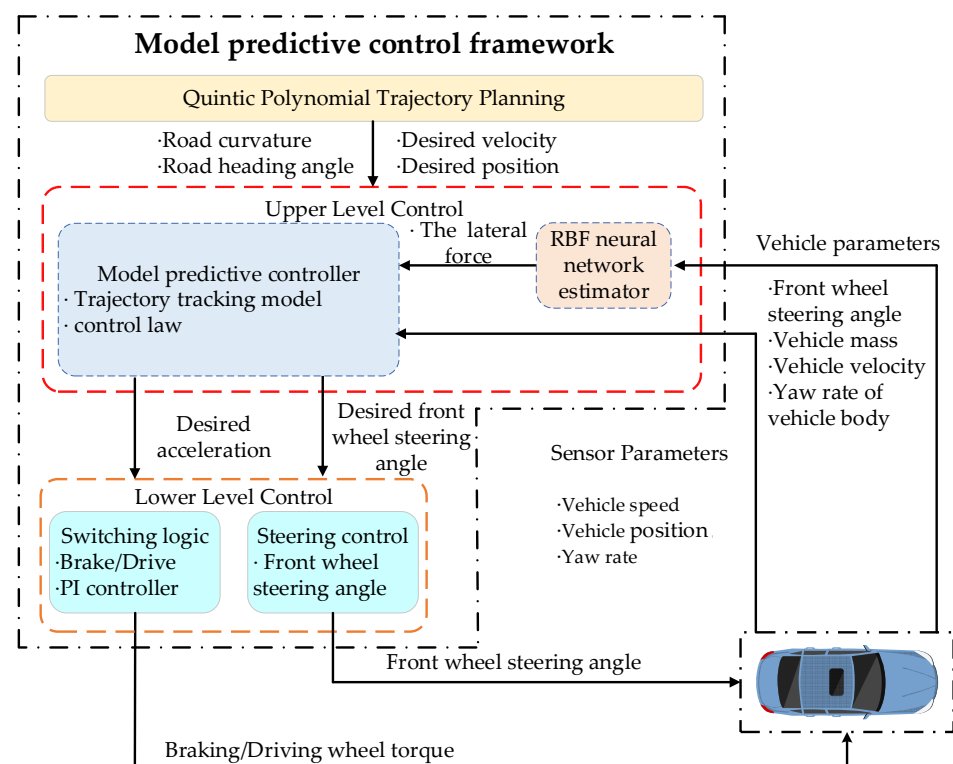 Model predictive control framework
Quintic Polynomial Trajectory Planning
·Road curvature
·Road heading angle
·Desired velocity
·Desired position
Upper Level Control
· The lateral
force
RBF neural
network
estimator
Model predictive controller
· Trajectory tracking model
· control law
Vehicle parameters
·Front wheel
steering angle
·Vehicle mass
·Vehicle velocity
·Yaw rate of
vehicle body
Desired
acceleration
Desired front
wheel steering
angle
Sensor Parameters
·Vehicle speed
·Vehicle position
·Yaw rate
Lower Level Control
Switching logic
·Brake/Drive
·PI controller
Steering control
· Front wheel
steering angle
Front wheel steering angle
Braking/Driving wheel torque